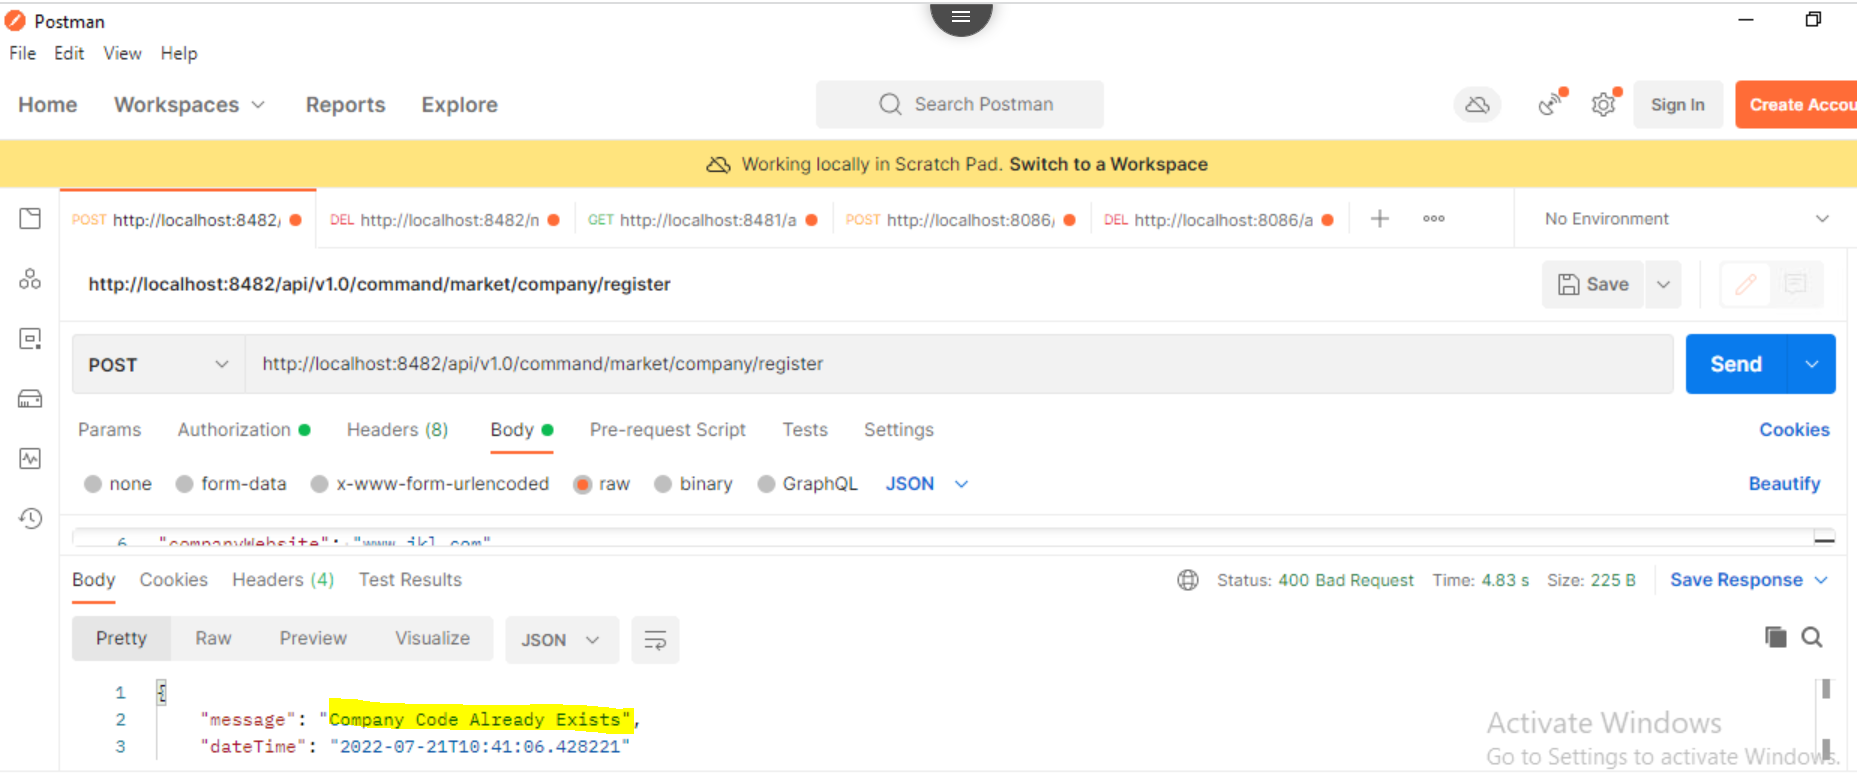 Postman
File Edit View Help
Home Workspaces Reports Explore Search Postman Sign In Create Accou
Working locally in Scratch Pad. Switch to a Workspace
POST http://localhost:8482/ DEL http://localhost:8482/n GET http://localhost:8481/a POST http://localhost:8086/ DEL http://localhost:8086/a No Environment
http://localhost:8482/api/v1.0/command/market/company/register Save
POST http://localhost:8482/api/v1.0/command/market/company/register Send
Params Authorization Headers (8) Body Pre-request Script Tests Settings Cookies
none form-data x-www-form-urlencoded raw binary GraphQL JSON Beautify
6 "companyWebsite": "www.jkl.com"
Body Cookies Headers (4) Test Results Status: 400 Bad Request Time: 4.83 s Size: 225 B Save Response
Pretty Raw Preview Visualize JSON
1 {
2 "message": "Company Code Already Exists",
3 "dateTime": "2022-07-21T10:41:06.428221"
Activate Windows
Go to Settings to activate Windows.